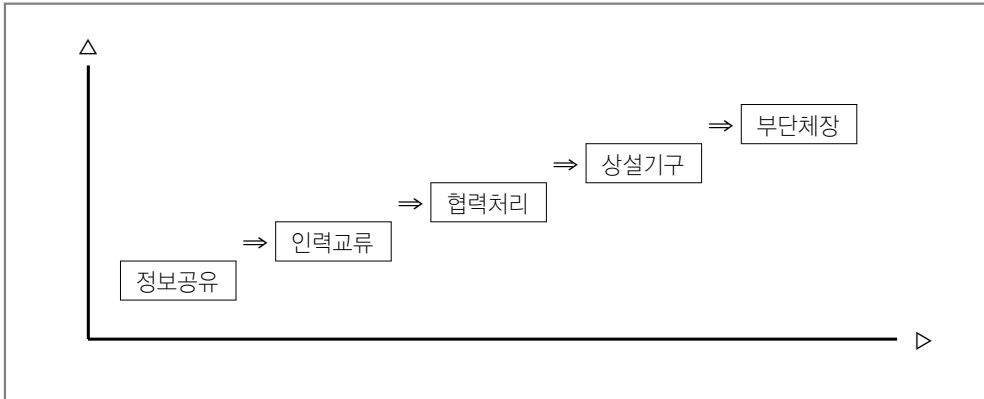 부단체장
상설기구
협력처리
인력교류
정보공유